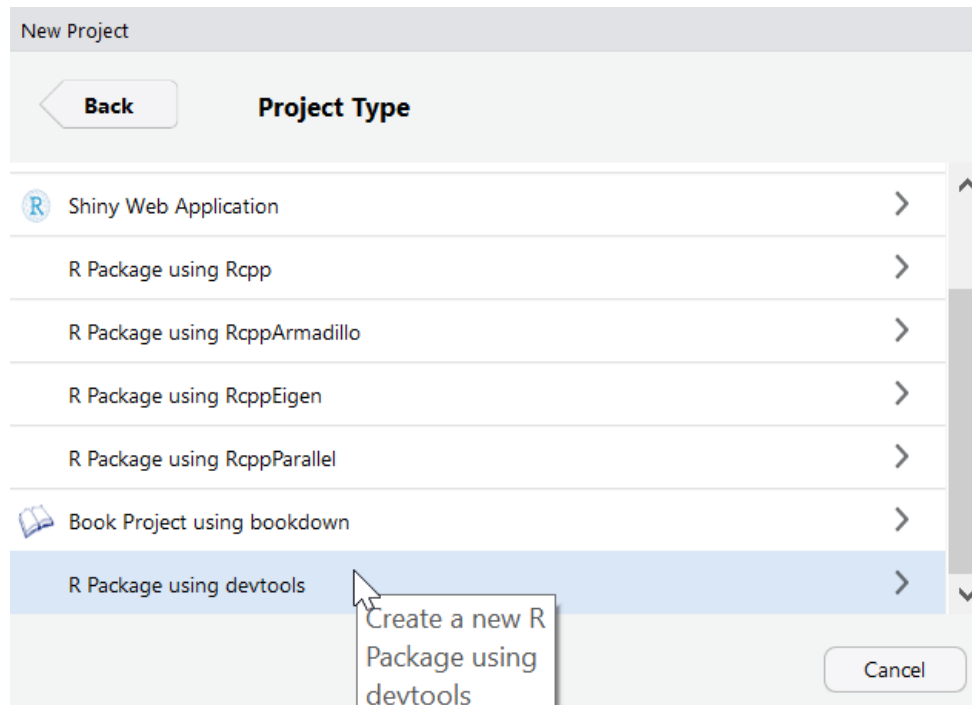 New Project
Back
Project Type
R Shiny Web Application
R Package using Rcpp
R Package using RcppArmadillo
R Package using RcppEigen
R Package using RcppParallel
Book Project using bookdown
R Package using devtools
Create a new R
Package using
devtools
Cancel